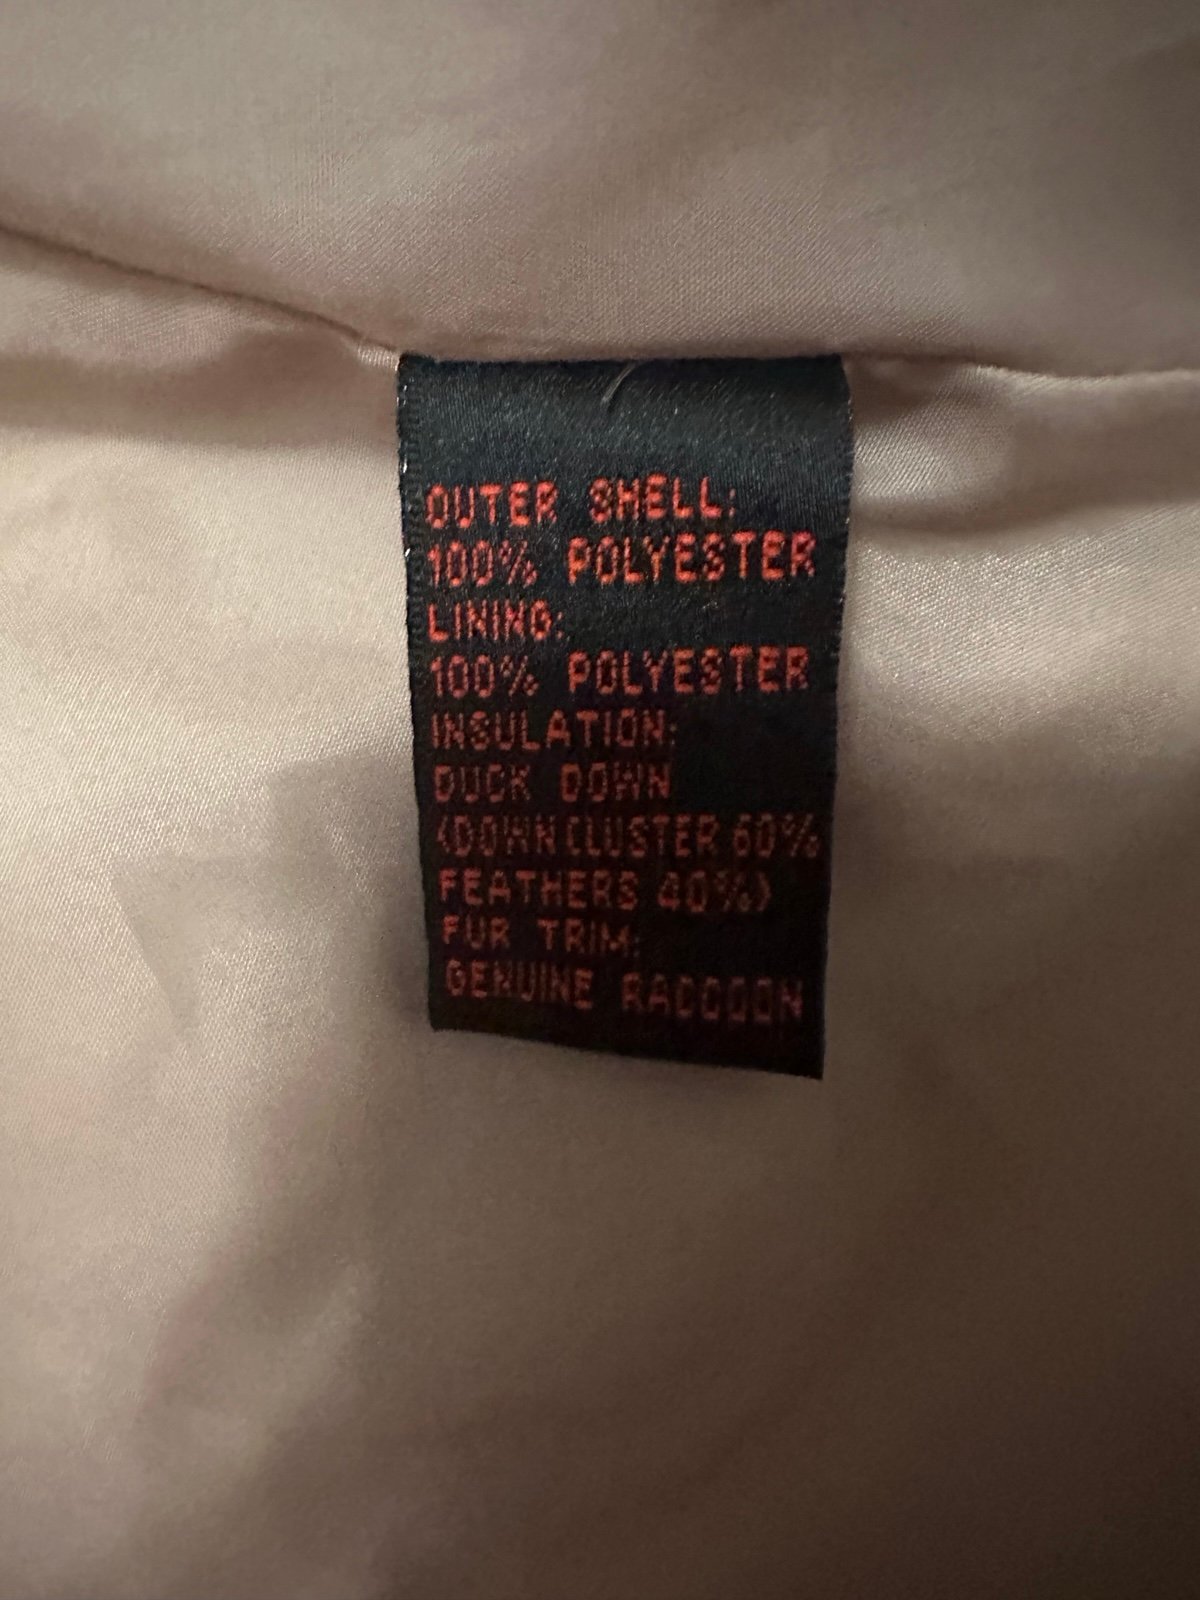 OUTER SHELL:
100% POLYESTER
LINING:
100% POLYESTER
INSULATION:
DUCK DOWN
(DOWN CLUSTER 60%
FEATHERS 40%)
FUR TRIM:
GENUINE RACCOON